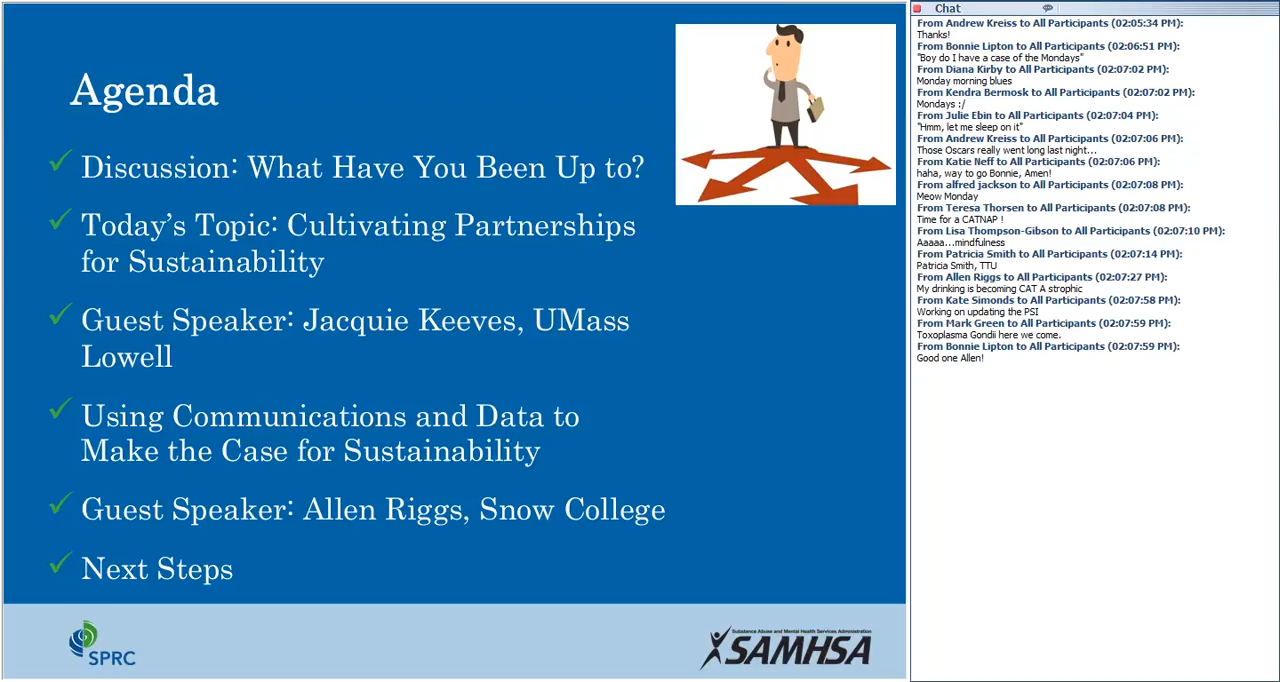 Agenda
Discussion: What Have You Been Up to?
Today's Topic: Cultivating Partnerships
for Sustainability
Guest Speaker: Jacquie Keeves, UMass
Lowell
Using Communications and Data to
Make the Case for Sustainability
Guest Speaker: Allen Riggs, Snow College
Next Steps
SPRC
Substance Abuse and Mental Health Services Administration
SAMHSA
Chat
From Andrew Kreiss to All Participants (02:05:34 PM):
Thanks!
From Bonnie Lipton to All Participants (02:06:51 PM):
"Boy do I have a case of the Mondays"
From Diana Kirby to All Participants (02:07:02 PM):
Monday morning blues
From Kendra Bermosk to All Participants (02:07:02 PM):
Mondays :/
From Julie Ebin to All Participants (02:07:04 PM):
"Hmm, let me sleep on it"
From Andrew Kreiss to All Participants (02:07:06 PM):
Those Oscars really went long last night...
From Katie Neff to All Participants (02:07:06 PM):
haha, way to go Bonnie, Amen!
From alfred jackson to All Participants (02:07:08 PM):
Meow Monday
From Teresa Thorsen to All Participants (02:07:08 PM):
Time for a CATNAP !
From Lisa Thompson-Gibson to All Participants (02:07:10 PM):
Aaaaa...mindfulness
From Patricia Smith to All Participants (02:07:14 PM):
Patricia Smith, TTU
From Allen Riggs to All Participants (02:07:27 PM):
My drinking is becoming CAT A strophic
From Kate Simonds to All Participants (02:07:58 PM):
Working on updating the PSI
From Mark Green to All Participants (02:07:59 PM):
Toxoplasma Gondii here we come.
From Bonnie Lipton to All Participants (02:07:59 PM):
Good one Allen!